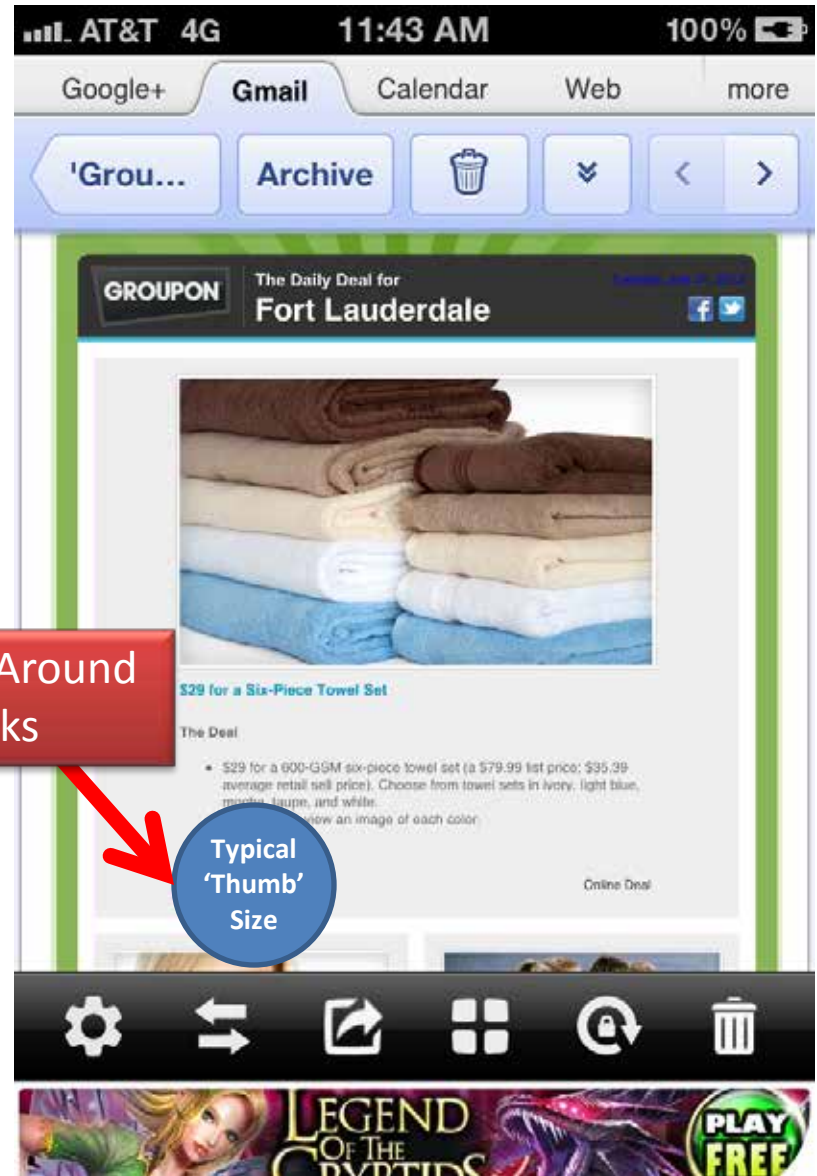 AT&T 4G 11:43 AM 100%
Google+ Gmail Calendar Web more
'Grou... Archive
GROUPON
The Daily Deal for
Fort Lauderdale
Around
ks
$29 for a Six-Piece Towel Set
The Deal
• $29 for a 600-GSM six-piece towel set (a $79.99 list price; $35.39
average retail sell price). Choose from towel sets in ivory, light blue,
mocha, taupe, and white.
view an image of each color.
Typical
'Thumb'
Size
Online Deal
LEGEND
OF THE
CRYPTIDS
PLAY
FREE